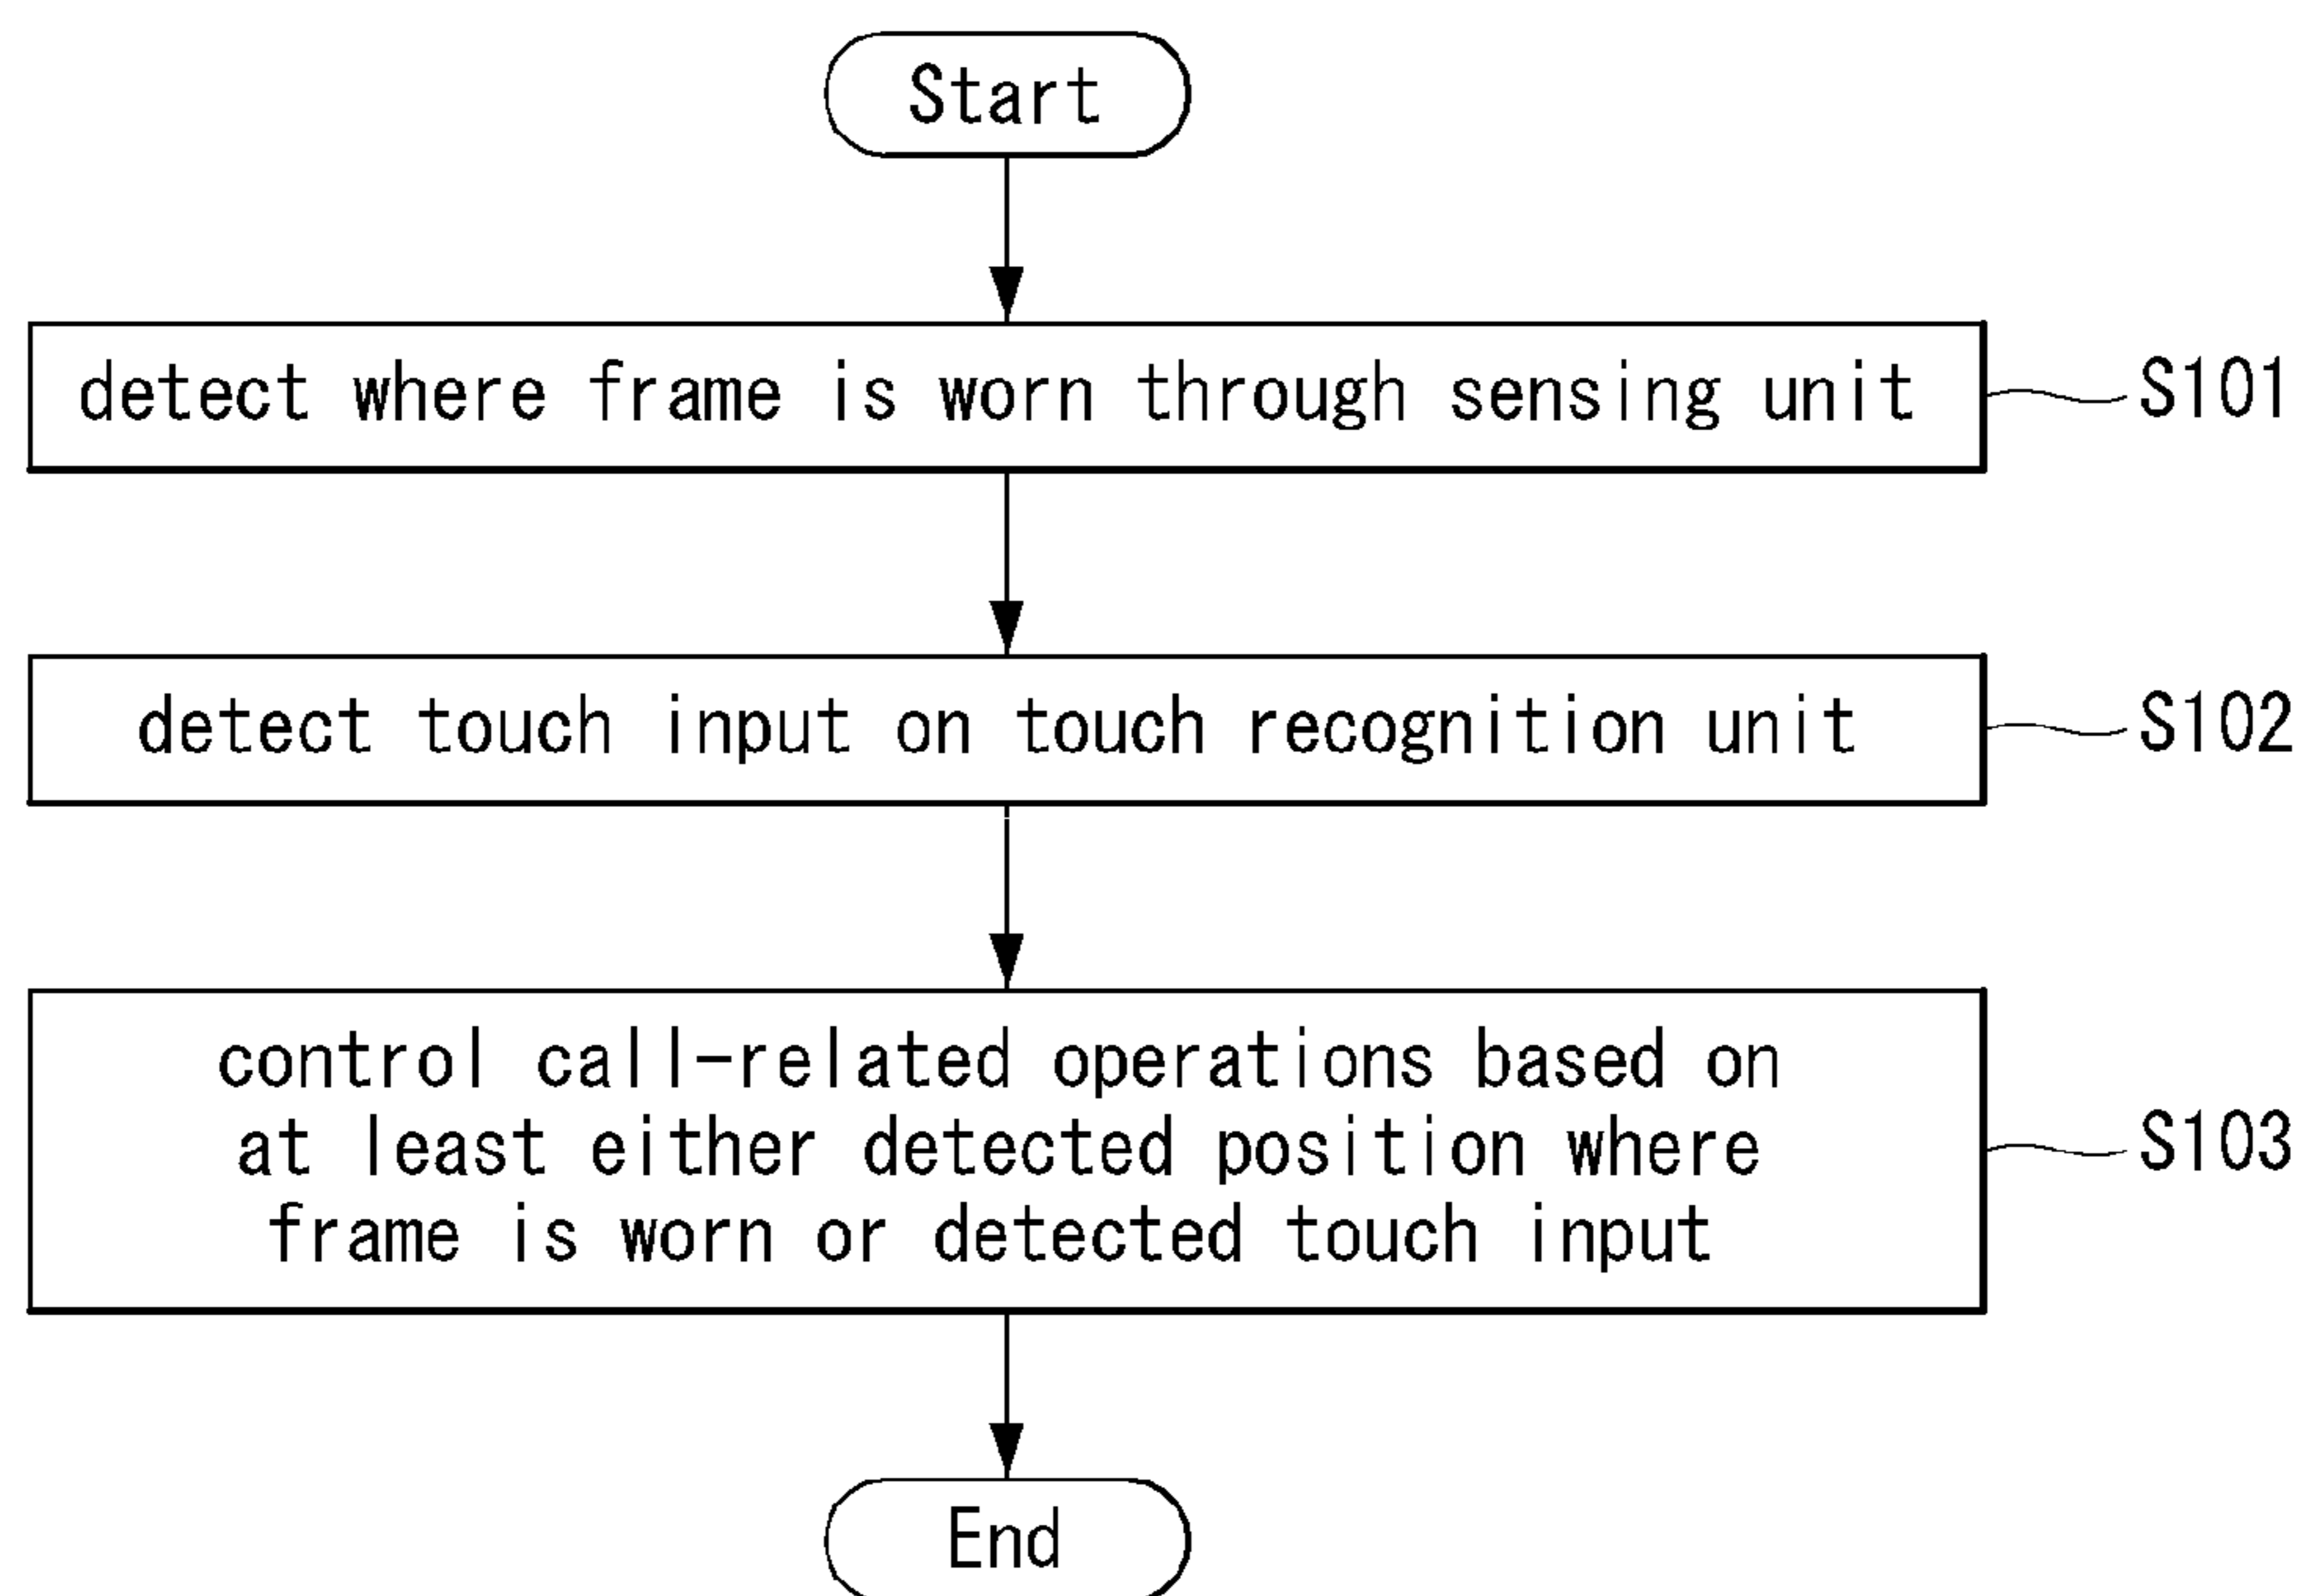 Start
detect where frame is worn through sensing unit
S101
detect touch input on touch recognition unit
S102
control call-related operations based on
at least either detected position where
frame is worn or detected touch input
S103
End